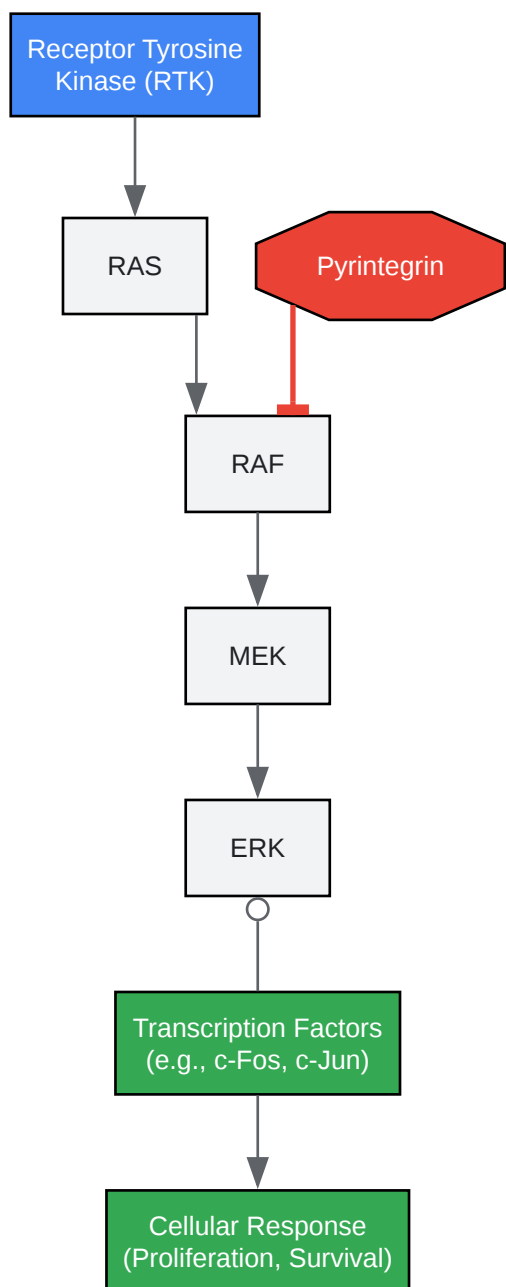 Receptor Tyrosine
Kinase (RTK)
RAS
Pyrintegrin
RAF
MEK
ERK
Transcription Factors
(e.g., c-Fos, c-Jun)
Cellular Response
(Proliferation, Survival)